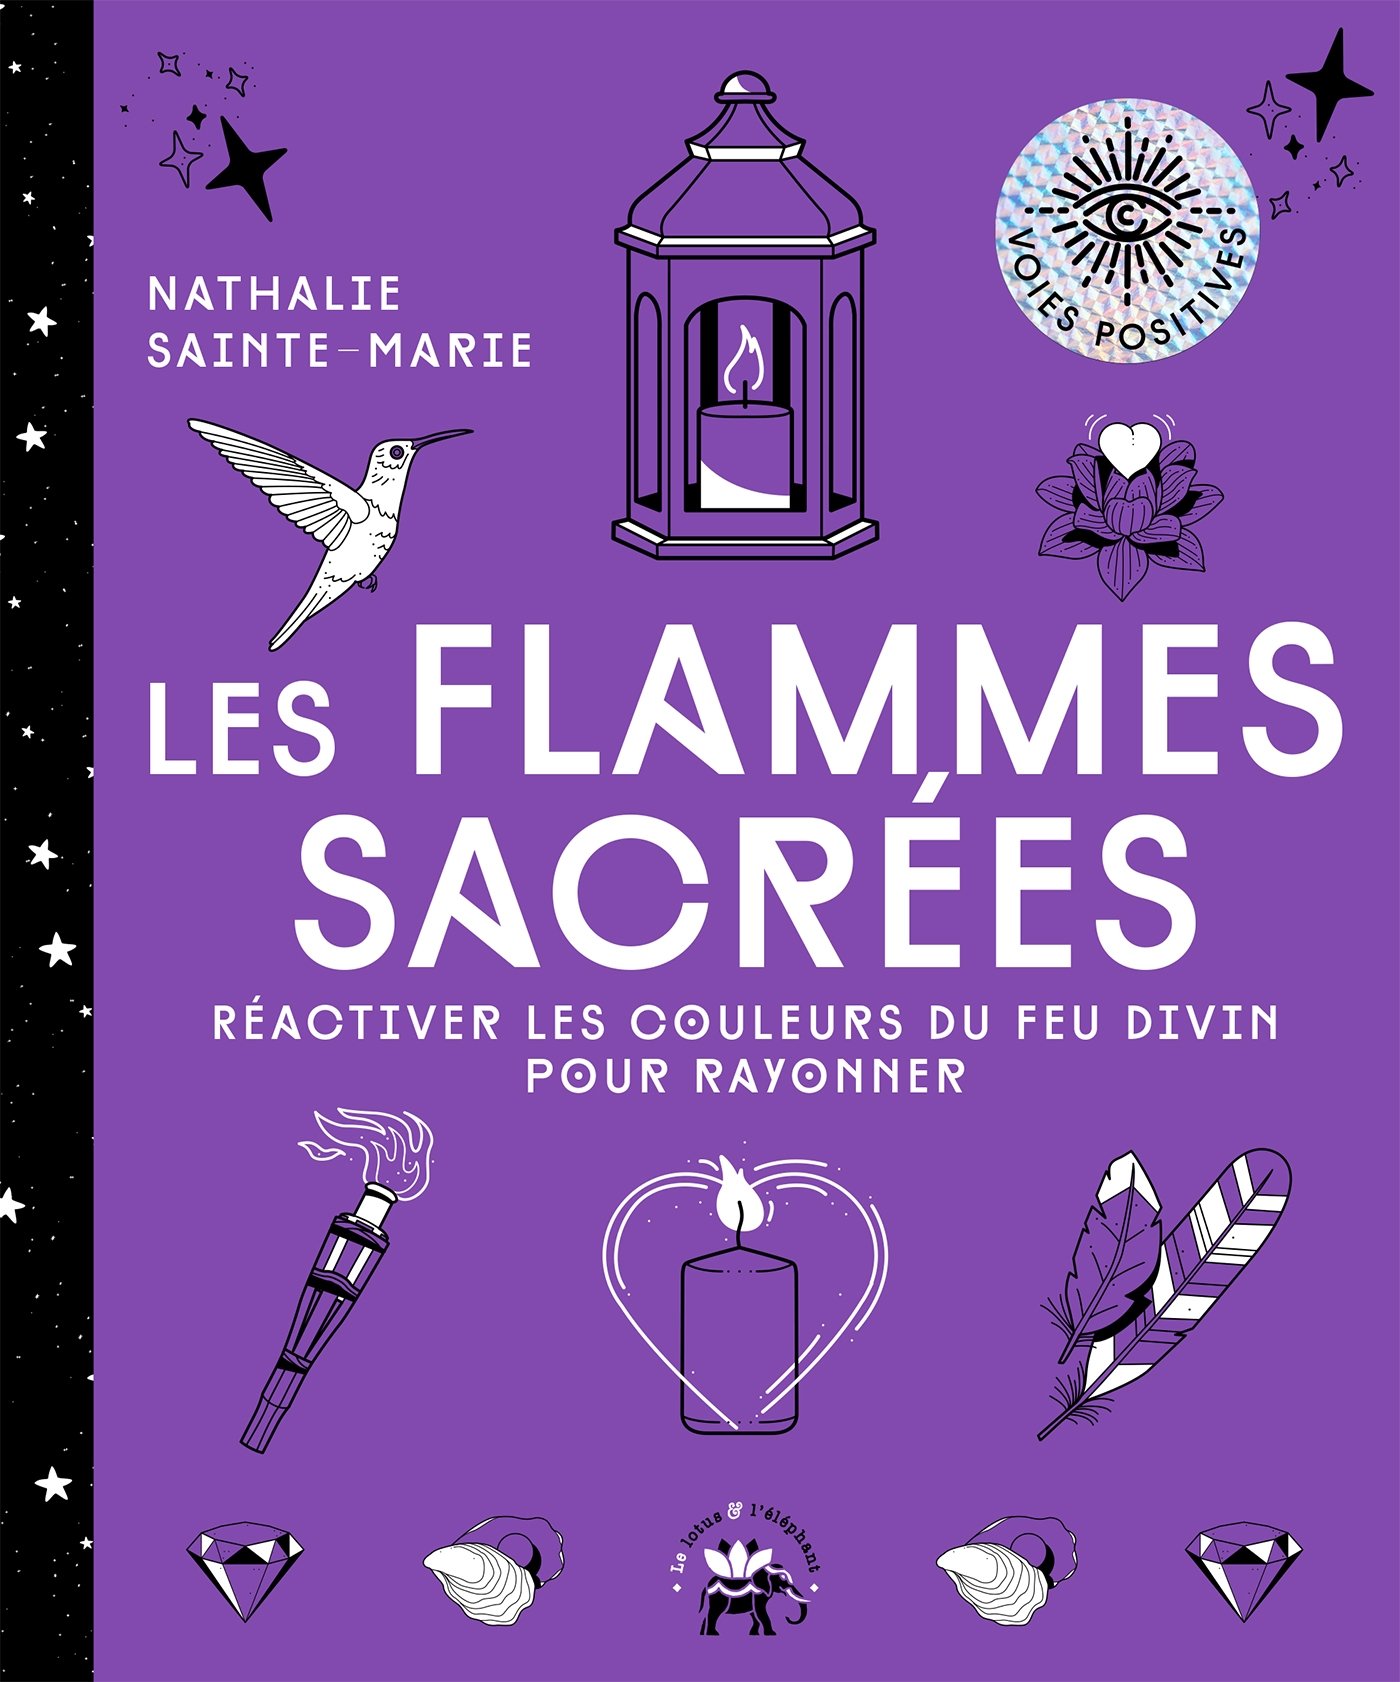 NATHALIE
SAINTE-MARIE
VOIES POSITIVES
LES FLAMMES
SACRÉES
RÉACTIVER LES COULEURS DU FEU DIVIN
POUR RAYONNER
Le lotus & l'éléphant